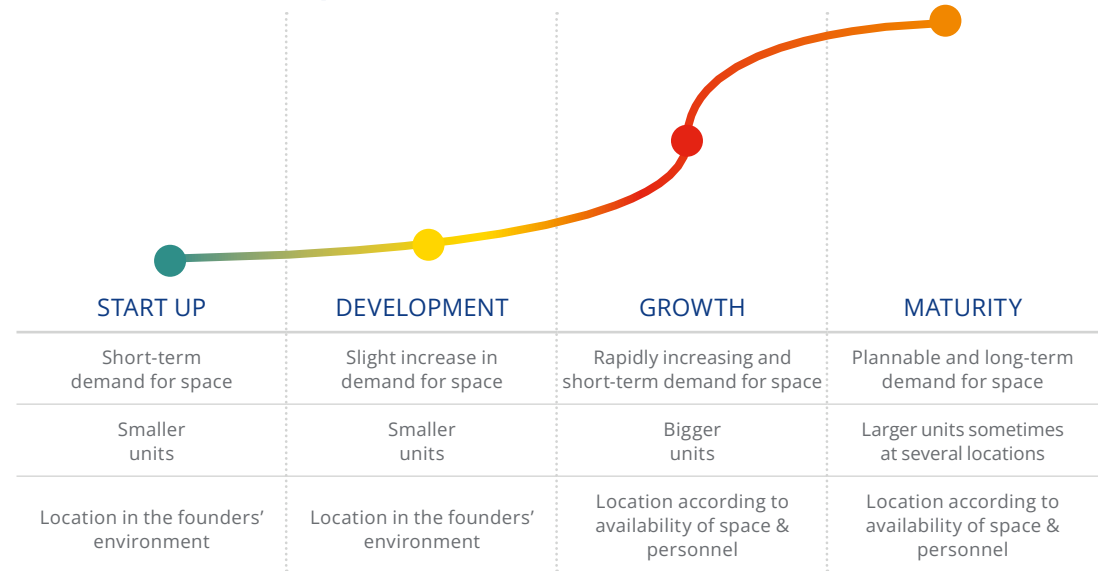 START UP
DEVELOPMENT
GROWTH
MATURITY
Short-term
demand for space
Slight increase in
demand for space
Rapidly increasing and
short-term demand for space
Plannable and long-term
demand for space
Smaller
units
Smaller
units
Bigger
units
Larger units sometimes
at several locations
Location in the founders’
environment
Location in the founders’
environment
Location according to
availability of space &
personnel
Location according to
availability of space &
personnel